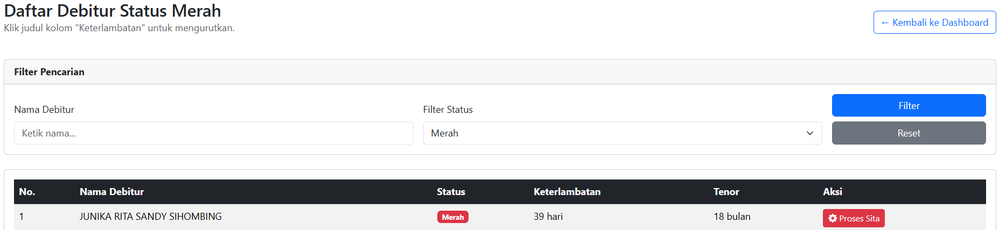 Daftar Debitur Status Merah
Klik judul kolom "Keterlambatan" untuk mengurutkan.
← Kembali ke Dashboard
Filter Pencarian
Nama Debitur
Filter Status
Filter
Ketik nama...
Merah
Reset
No. Nama Debitur Status Keterlambatan Tenor Aksi
1 JUNIKA RITA SANDY SIHOMBING Merah 39 hari 18 bulan Proses Sita